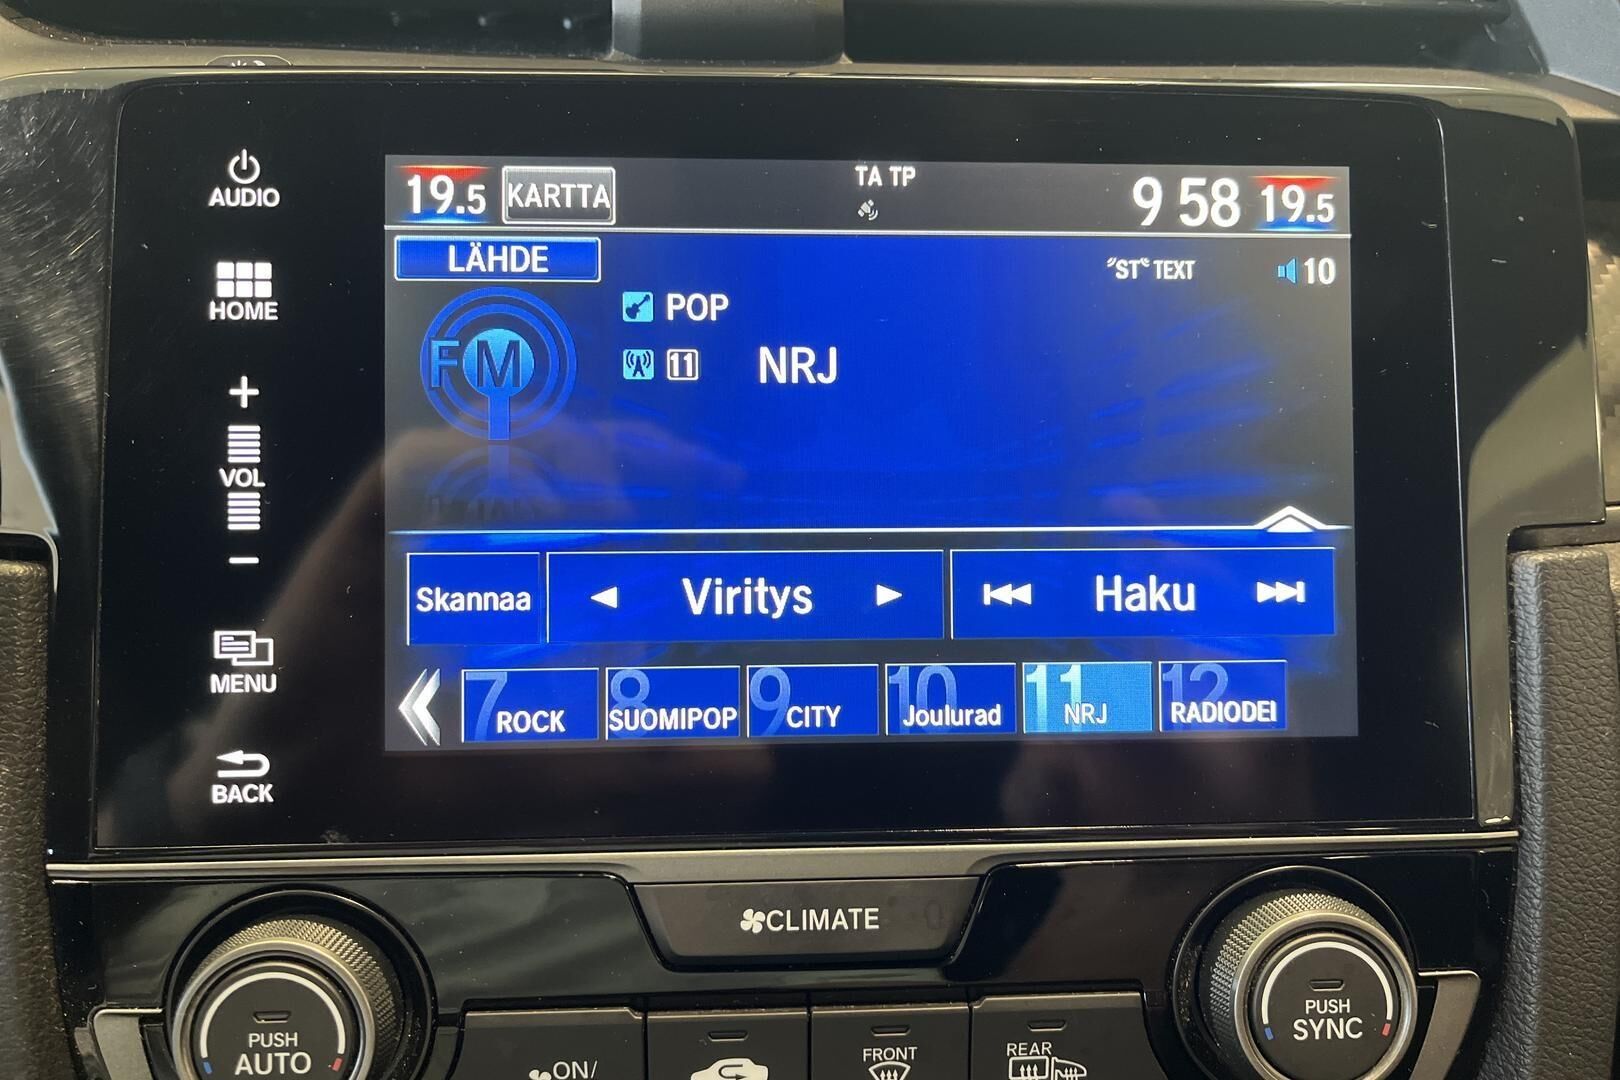 AUDIO
HOME
+
VOL
−
MENU
BACK
19.5 KARTTA TA TP 9 58 19.5
LÄHDE "ST" TEXT 10
FM
POP
11 NRJ
Skannaa ◄ Viritys ► Haku
7 ROCK 8 SUOMIPOP 9 CITY 10 Joulurad 11 NRJ 12 RADIODEI
CLIMATE
PUSH
AUTO
ON/
FRONT
REAR
PUSH
SYNC